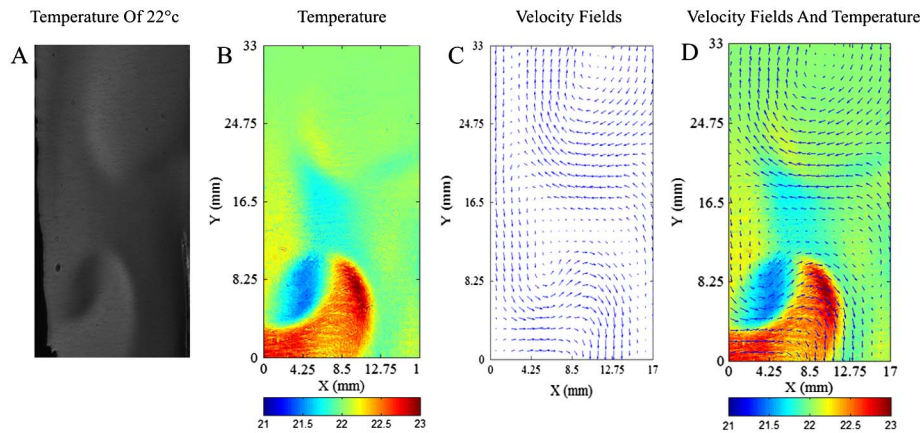 Temperature Of 22°c
Temperature
Velocity Fields
Velocity Fields And Temperature
A
B
C
D
33
24.75
16.5
8.25
0
Y (mm)
0 4.25 8.5 12.75 1
X (mm)
21 21.5 22 22.5 23
33
24.75
16.5
8.25
0
Y (mm)
0 4.25 8.5 12.75 17
X (mm)
33
24.75
16.5
8.25
0
Y (mm)
0 4.25 8.5 12.75 17
X (mm)
21 21.5 22 22.5 23